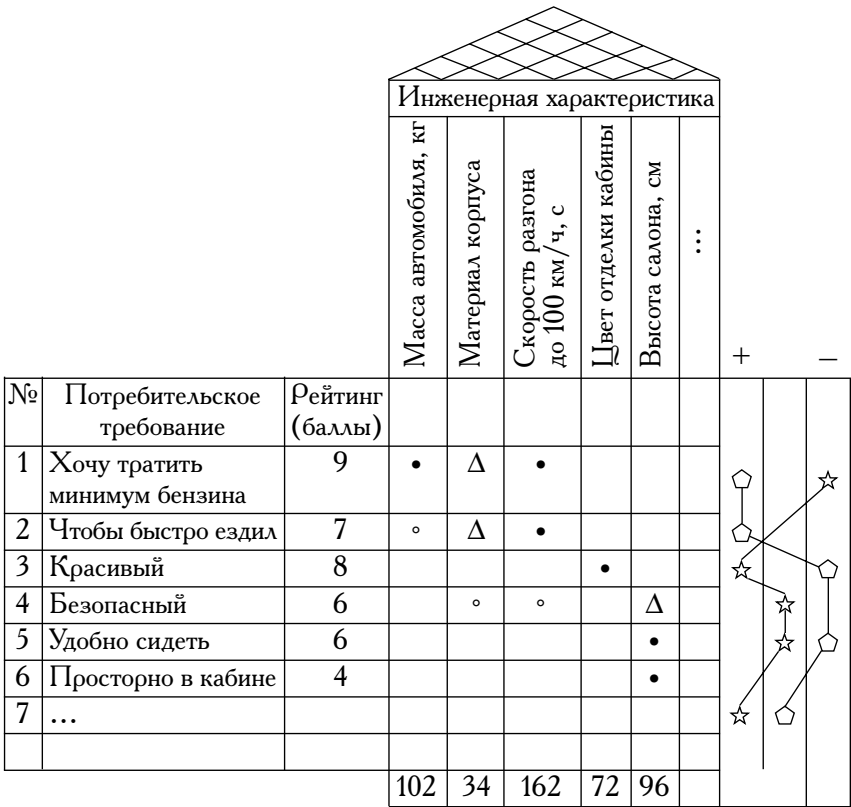 Инженерная характеристика
Масса автомобиля, кг
Материал корпуса
Скорость разгона
до 100 км/ч, с
Цвет отделки кабины
Высота салона, см
...
+ –
№ Потребительское требование Рейтинг (баллы)
1 Хочу тратить минимум бензина 9 • Δ •
2 Чтобы быстро ездил 7 ∘ Δ •
3 Красивый 8 •
4 Безопасный 6 ∘ ∘ Δ
5 Удобно сидеть 6 •
6 Просторно в кабине 4 •
7 ...
102 34 162 72 96